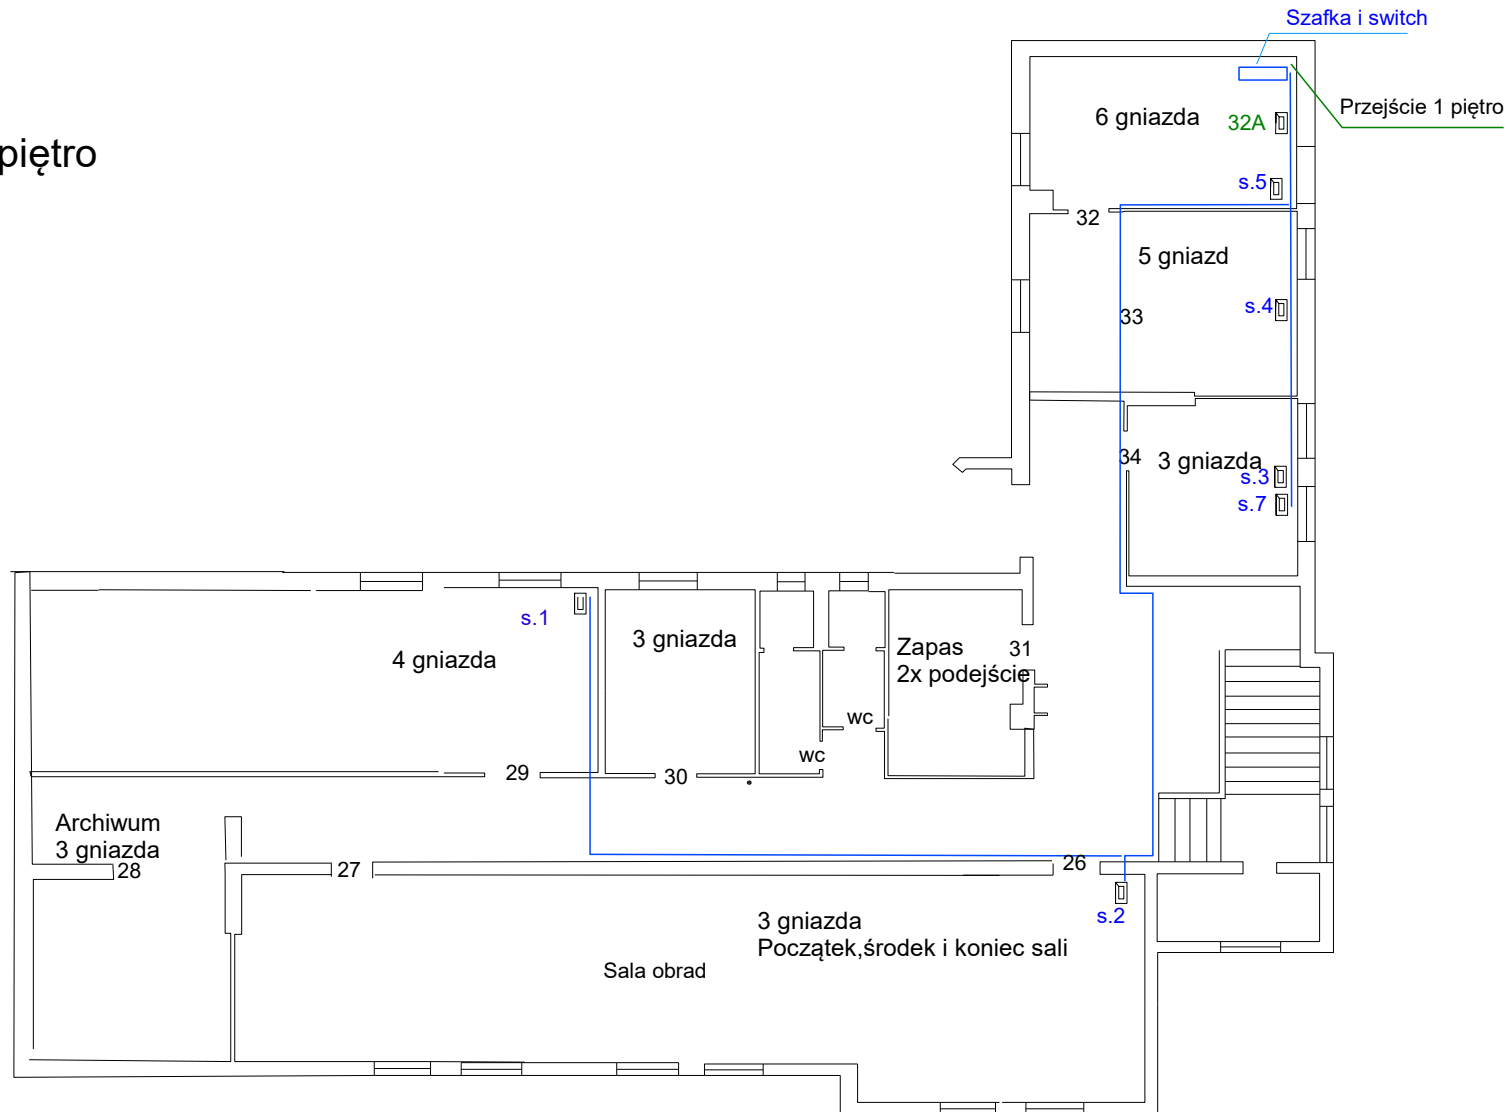 Szafka i switch
Przejście 1 piętro
piętro
6 gniazda
32A
s.5
32
5 gniazd
s.4
33
34
3 gniazda
s.3
s.7
s.1
3 gniazda
4 gniazda
Zapas
2x podejście
31
wc
wc
29
30
Archiwum
3 gniazda
28
27
26
s.2
3 gniazda
Początek,środek i koniec sali
Sala obrad